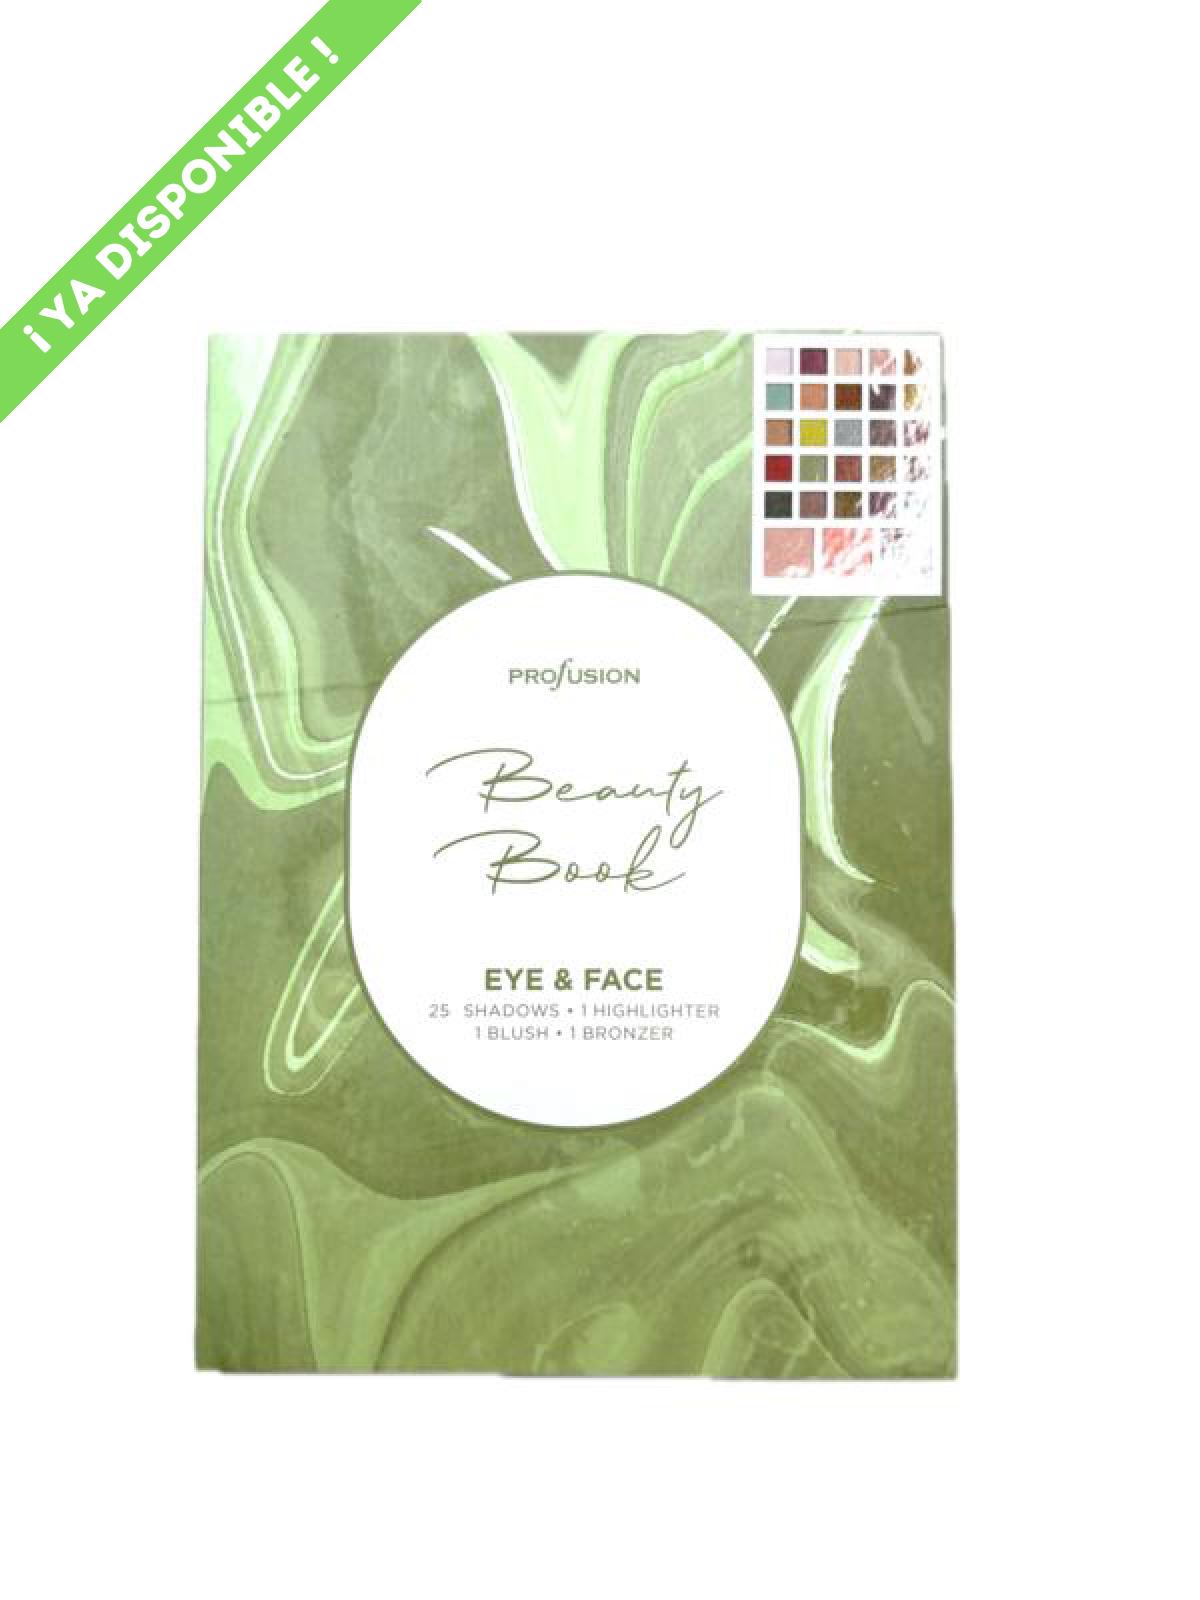 ¡ YA DISPONIBLE !
PROfUSION
Beauty
Book
EYE & FACE
25 SHADOWS • 1 HIGHLIGHTER
1 BLUSH • 1 BRONZER